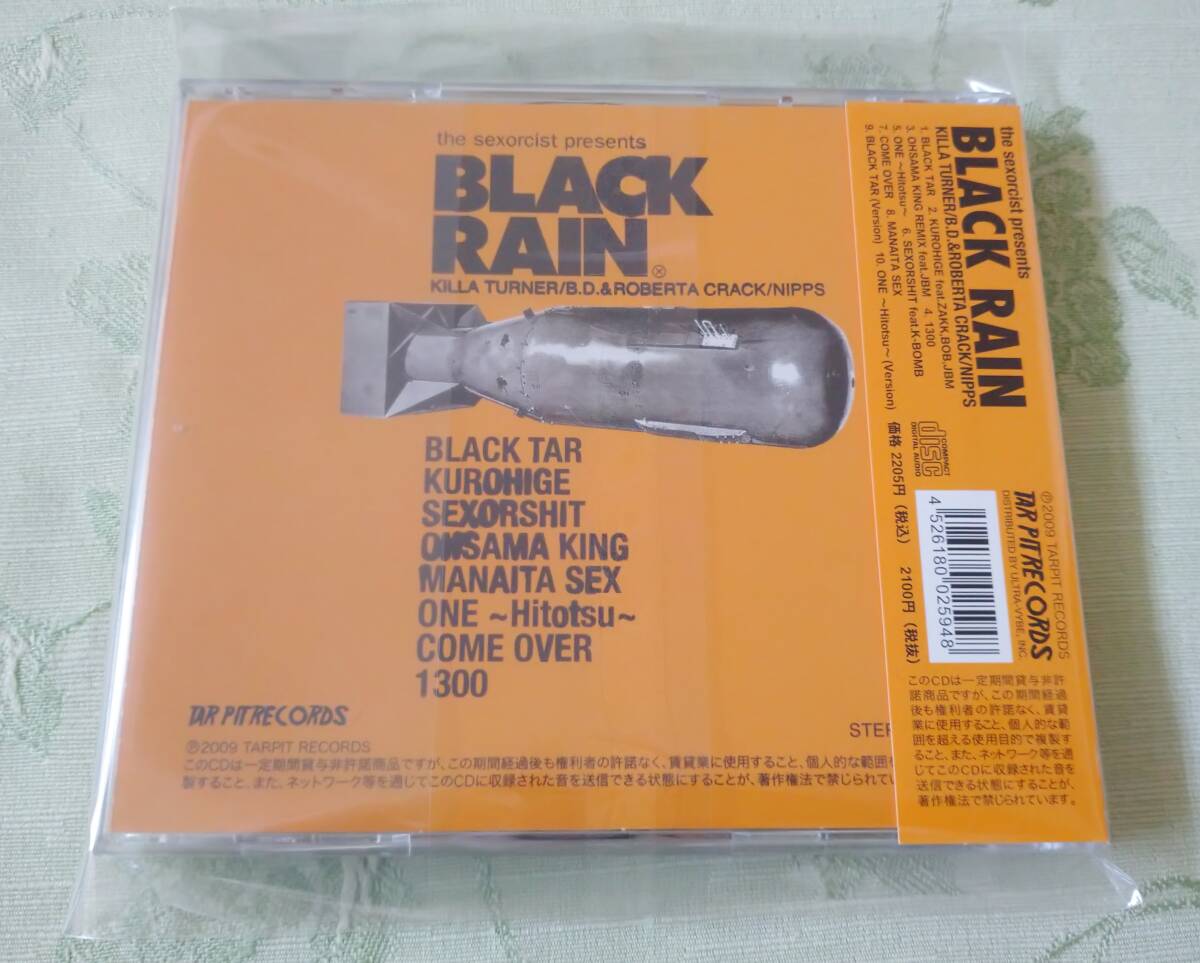 the sexorcist presents
BLACK
RAIN
KILLA TURNER/B.D.&ROBERTA CRACK/NIPPS
BLACK TAR
KUROHIGE
SEXORSHIT
OHSAMA KING
MANAITA SEX
ONE ~Hitotsu~
COME OVER
1300
TAR PIT RECORDS
STER
℗2009 TARPIT RECORDS
このCDは一定期間貸与非許諾商品ですが、この期間経過後も権利者の許諾なく、賃貸業に使用すること、個人的な範囲
製すること、また、ネットワーク等を通じてこのCDに収録された音を送信できる状態にすることが、著作権法で禁じられてい
the sexorcist presents
BLACK RAIN
KILLA TURNER/B.D.&ROBERTA CRACK/NIPPS
1. BLACK TAR 2. KUROHIGE feat.ZAKK,BOB,JBM
3. OHSAMA KING REMIX feat.JBM 4. 1300
5. ONE ~Hitotsu~ 6. SEXORSHIT feat.K-BOMB
7. COME OVER 8. MANAITA SEX
9. BLACK TAR (Version) 10. ONE ~Hitotsu~ (Version)
COMPACT
disc
DIGITAL AUDIO
価格 2205円 (税込) 2100円 (税抜)
℗2009 TARPIT RECORDS
TAR PIT RECORDS
DISTRIBUTED BY ULTRA-VYBE, INC.
4 526180 025948
このCDは一定期間貸与非許
諾商品ですが、この期間経過
後も権利者の許諾なく、賃貸
業に使用すること、個人的な範
囲を超える使用目的で複製す
ること、また、ネットワーク等を通
じてこのCDに収録された音を
送信できる状態にすることが、
著作権法で禁じられています。